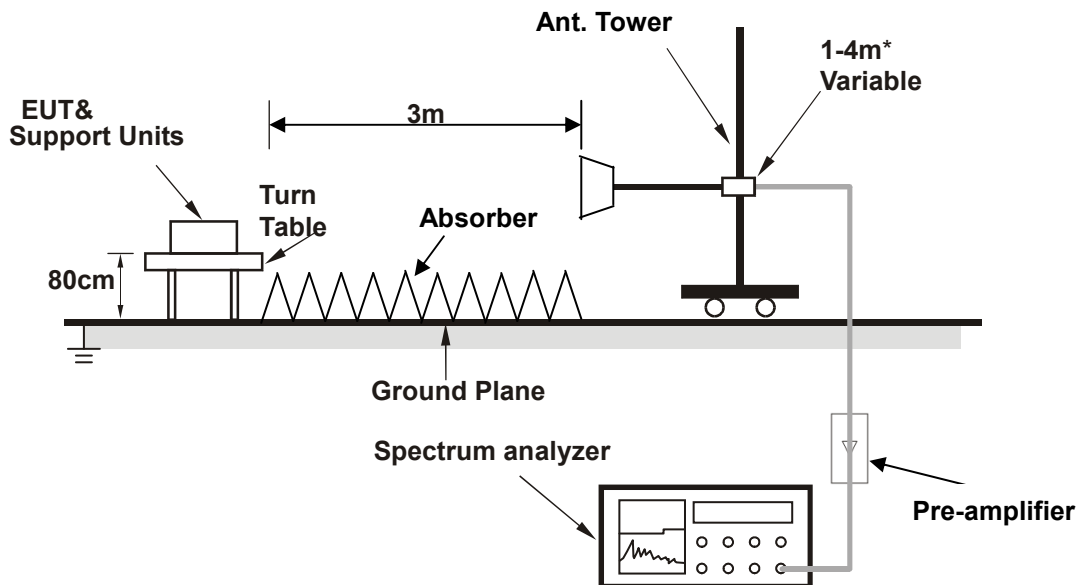 Ant. Tower
1-4m*
Variable
EUT&
Support Units
3m
Turn
Table
Absorber
80cm
Ground Plane
Spectrum analyzer
Pre-amplifier